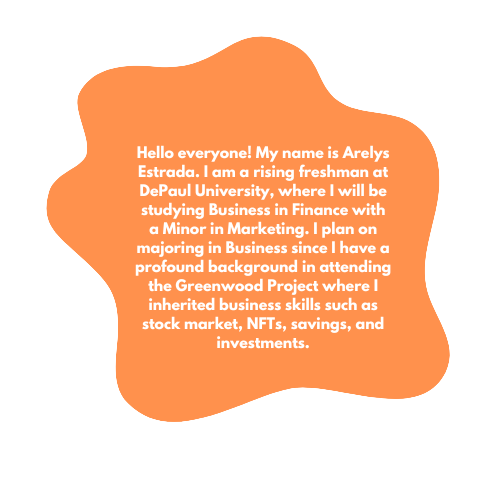 Hello everyone! My name is Arelys
Estrada. I am a rising freshman at
DePaul University, where I will be
studying Business in Finance with
a Minor in Marketing. I plan on
majoring in Business since I have a
profound background in attending
the Greenwood Project where I
inherited business skills such as
stock market, NFTs, savings, and
investments.